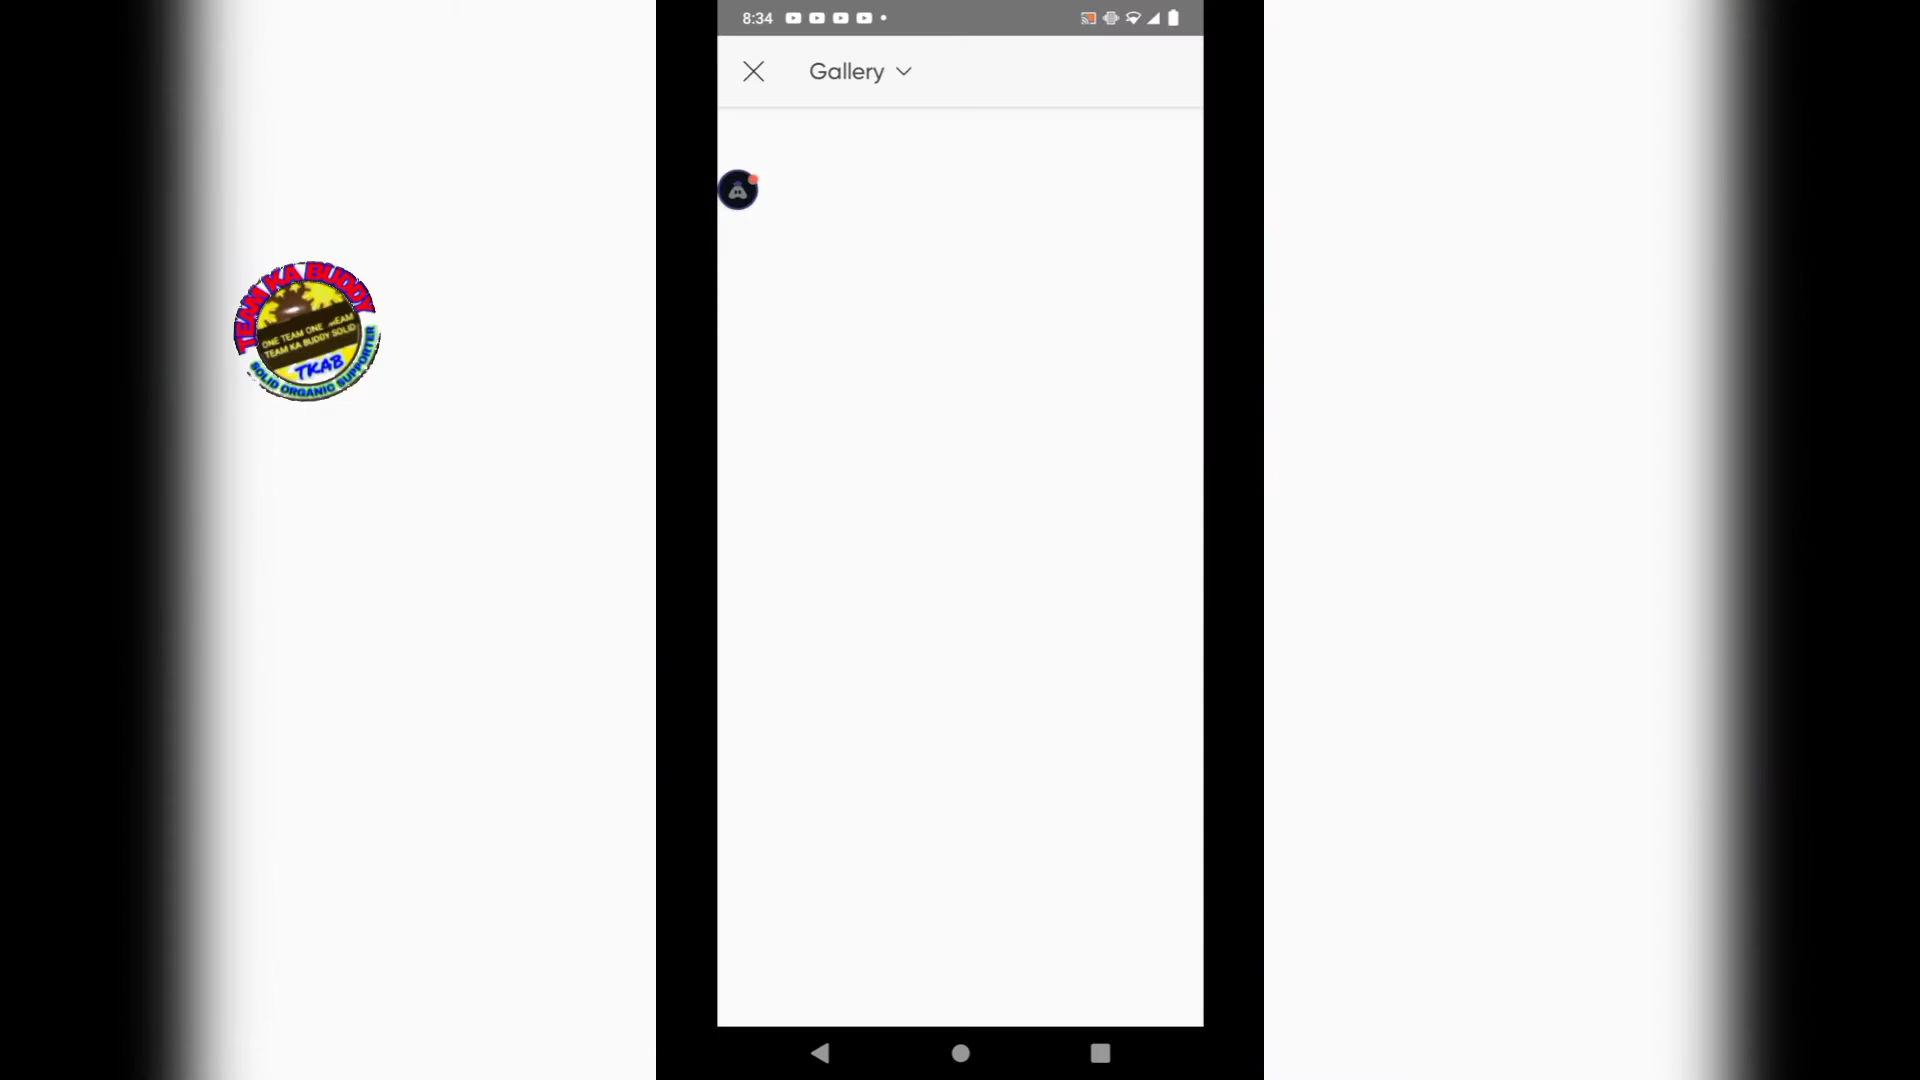 8:34
Gallery
TEAM KA BUDDY
ONE TEAM ONE
TEAM KA BUDDY SOLID
TKAB
SOLID ORGANIC SUPPORTER